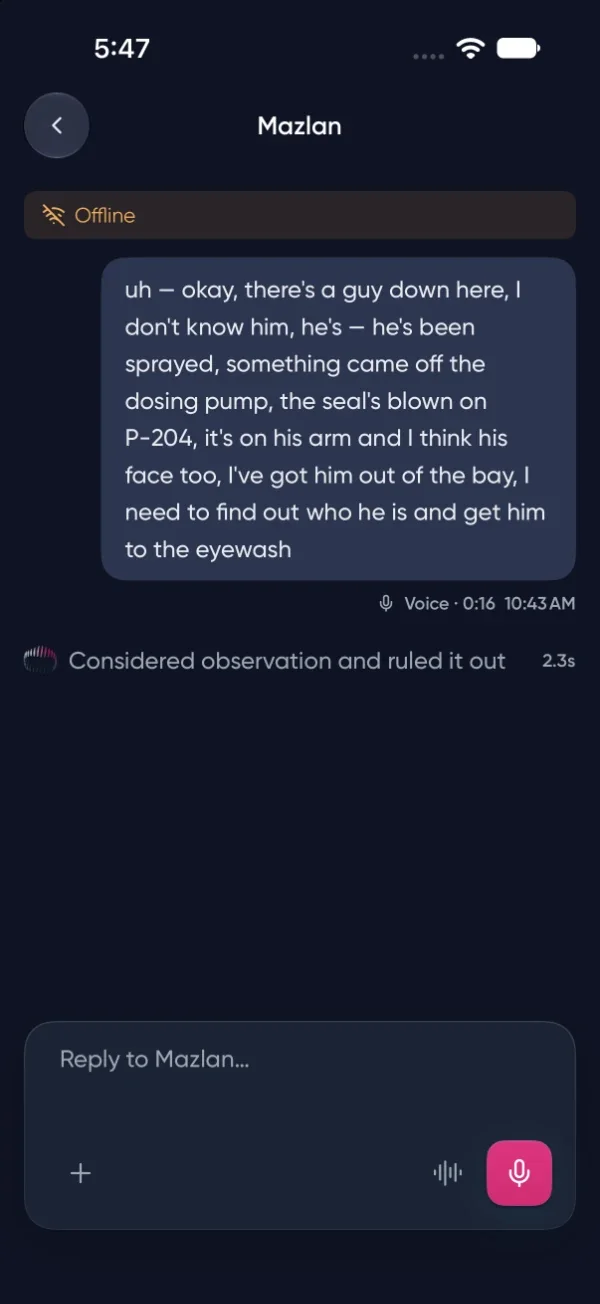 5:47
Mazlan
Offline
uh — okay, there's a guy down here, I
don't know him, he's — he's been
sprayed, something came off the
dosing pump, the seal's blown on
P-204, it's on his arm and I think his
face too, I've got him out of the bay, I
need to find out who he is and get him
to the eyewash
Voice · 0:16 10:43 AM
Considered observation and ruled it out 2.3s
Reply to Mazlan...